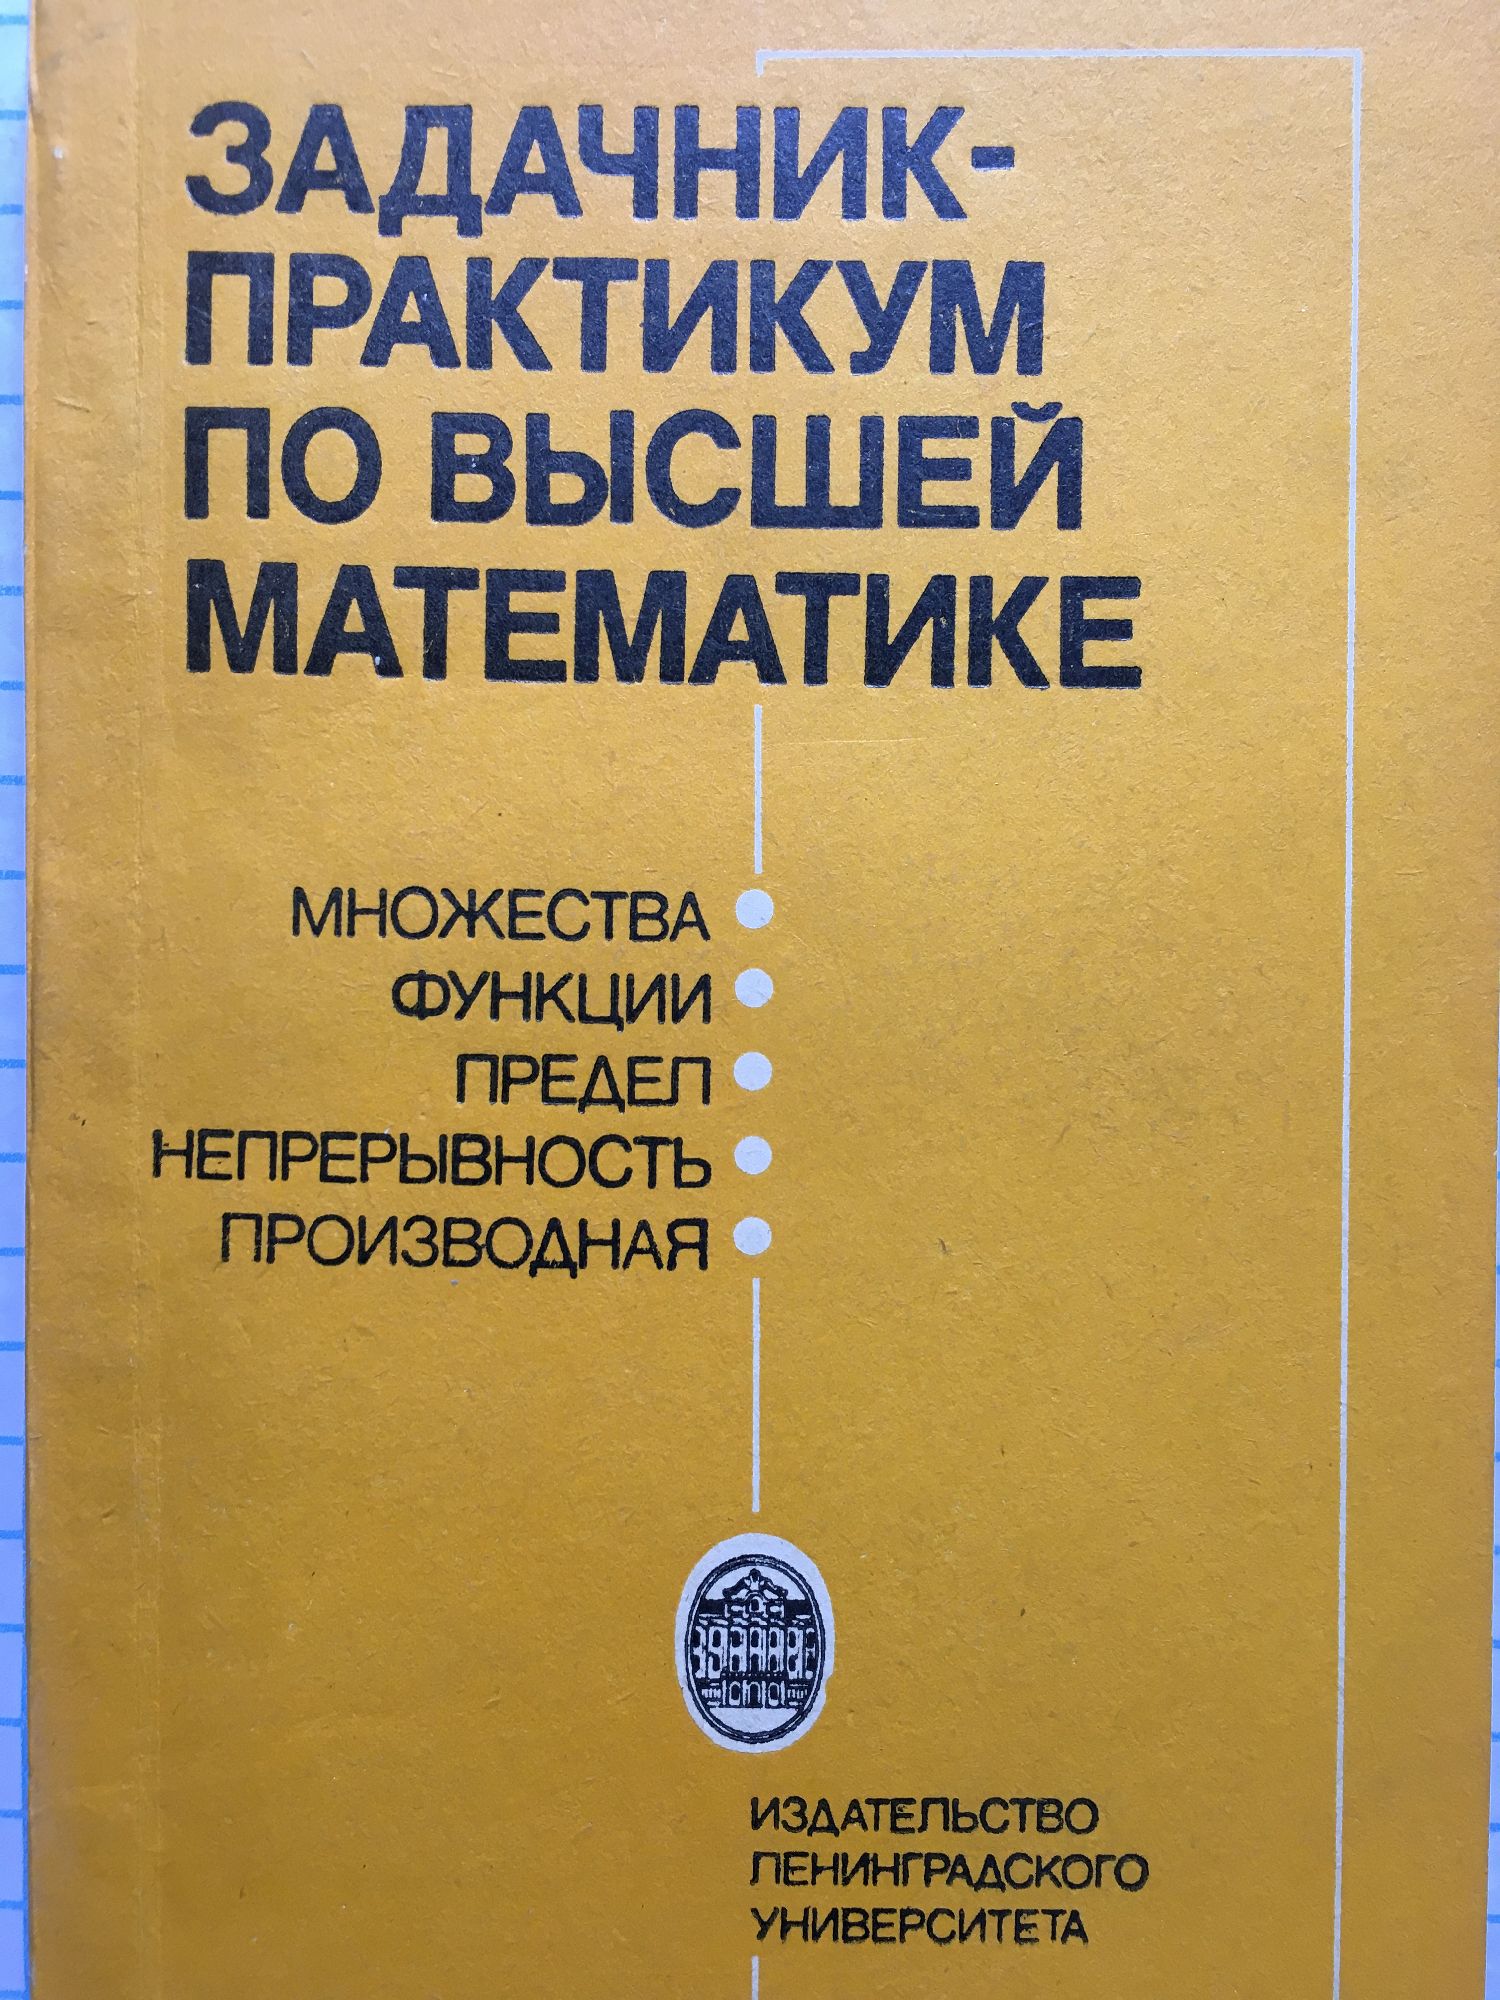 ЗАДАЧНИК-
ПРАКТИКУМ
ПО ВЫСШЕЙ
МАТЕМАТИКЕ
МНОЖЕСТВА
ФУНКЦИИ
ПРЕДЕЛ
НЕПРЕРЫВНОСТЬ
ПРОИЗВОДНАЯ
ИЗДАТЕЛЬСТВО
ЛЕНИНГРАДСКОГО
УНИВЕРСИТЕТА